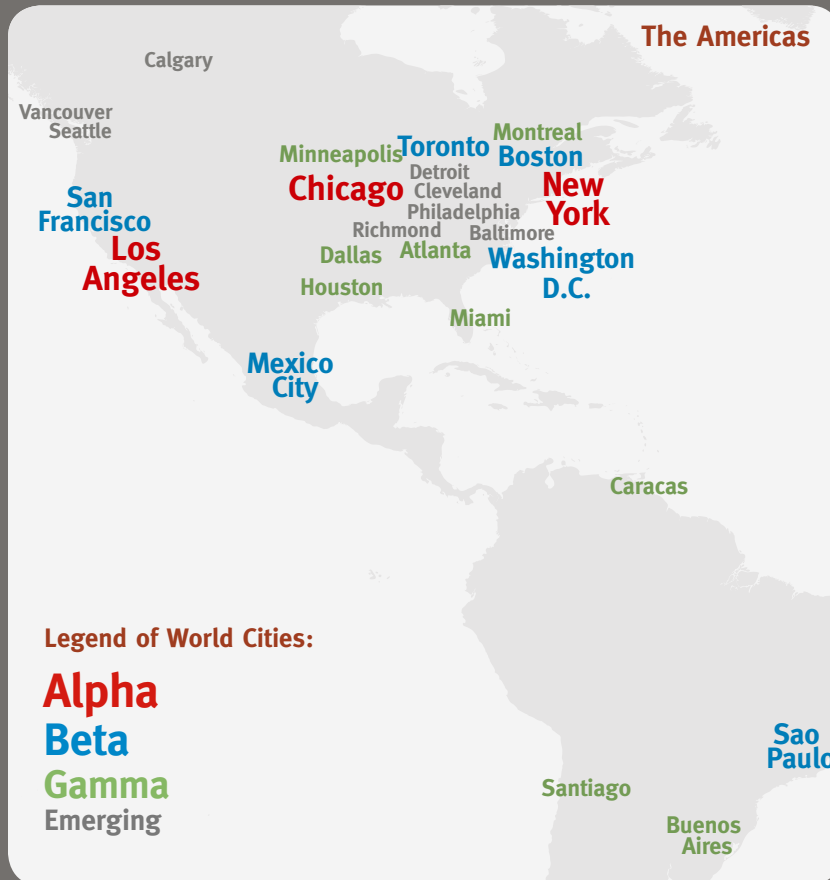 The Americas
Calgary
Vancouver
Seattle
Montreal
Toronto
Boston
Minneapolis
Detroit
Chicago
Cleveland
New
York
Philadelphia
San
Francisco
Richmond
Baltimore
Los
Angeles
Dallas
Atlanta
Washington
D.C.
Houston
Miami
Mexico
City
Caracas
Legend of World Cities:
Alpha
Beta
Gamma
Emerging
Sao
Paulo
Santiago
Buenos
Aires